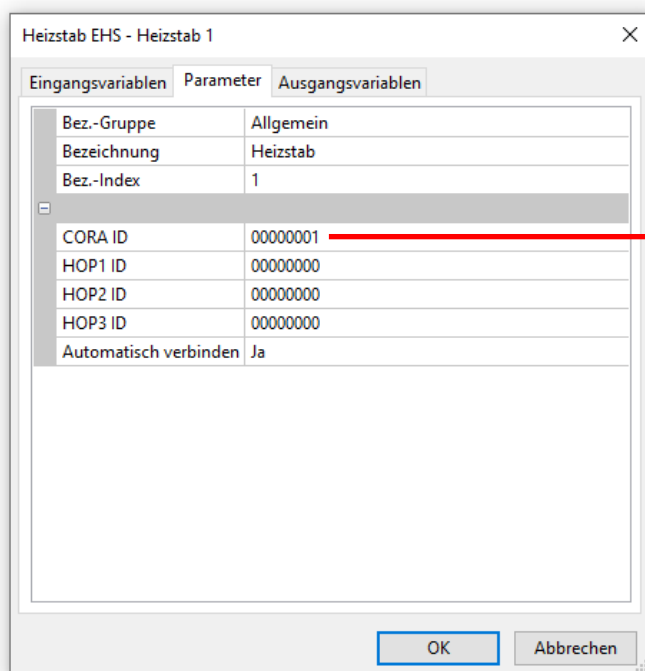 Heizstab EHS - Heizstab 1
Eingangsvariablen Parameter Ausgangsvariablen
Bez.-Gruppe Allgemein
Bezeichnung Heizstab
Bez.-Index 1
CORA ID 00000001
HOP1 ID 00000000
HOP2 ID 00000000
HOP3 ID 00000000
Automatisch verbinden Ja
OK Abbrechen